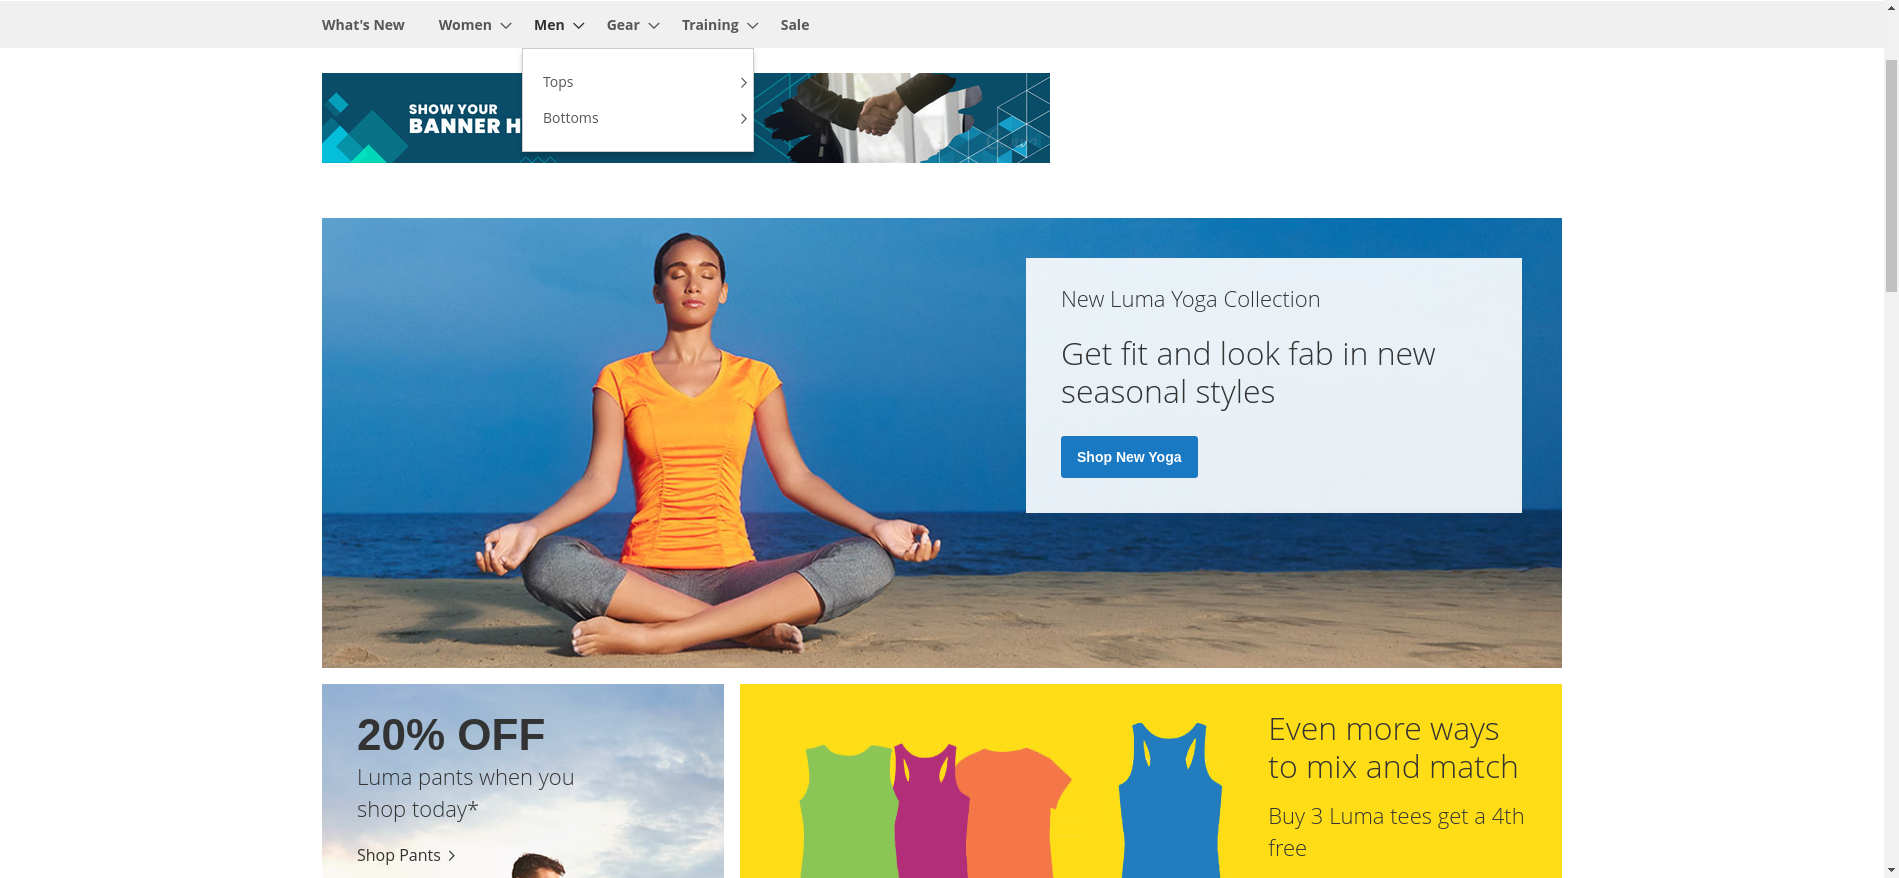 What's New Women Men Gear Training Sale
Tops
Bottoms
SHOW YOUR
BANNER H
New Luma Yoga Collection
Get fit and look fab in new
seasonal styles
Shop New Yoga
20% OFF
Luma pants when you
shop today*
Shop Pants
Even more ways
to mix and match
Buy 3 Luma tees get a 4th
free